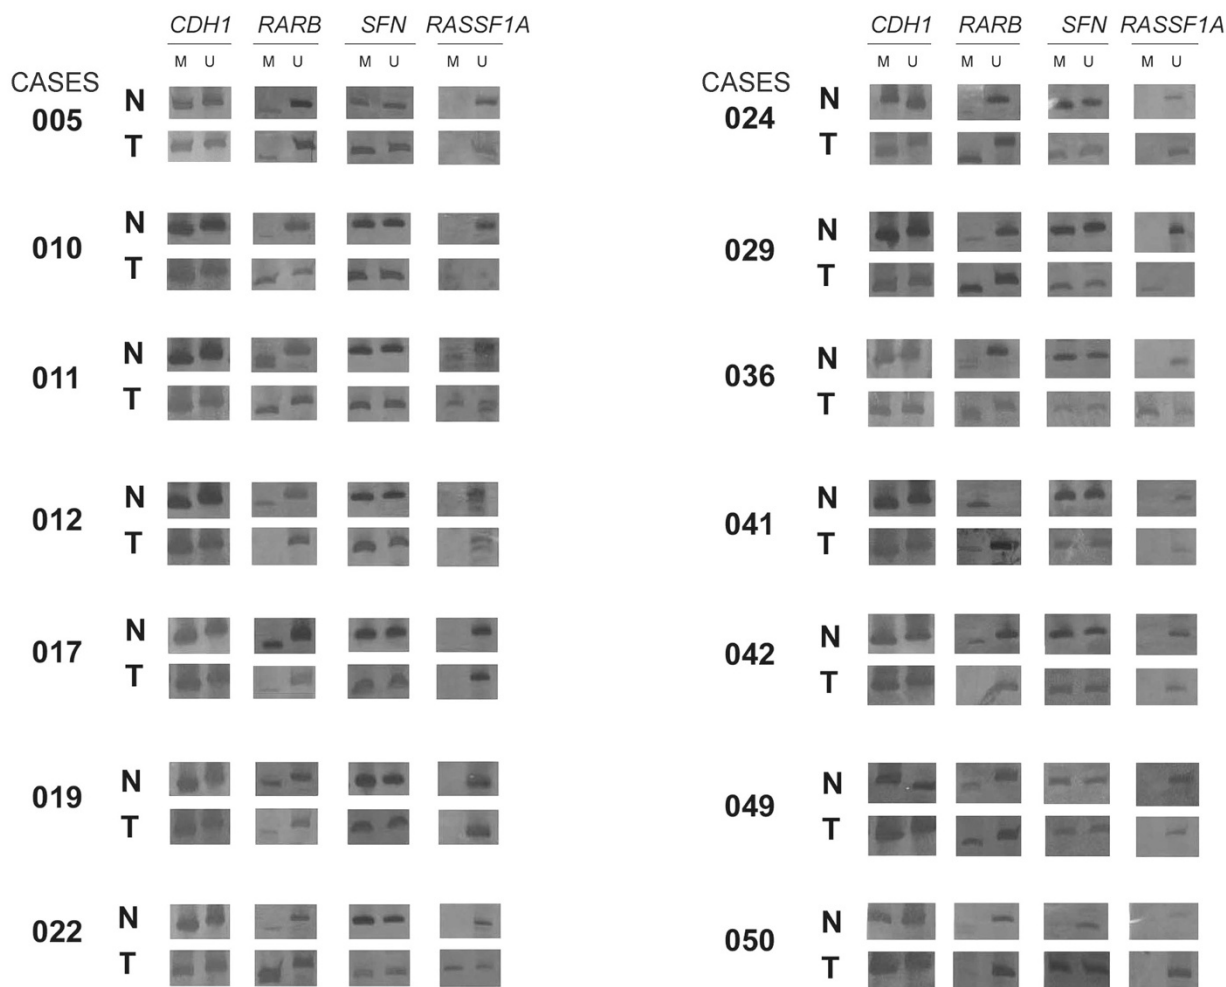 CDH1 RARB SFN RASSF1A
M U M U M U M U
CASES
005
N
T
010
N
T
011
N
T
012
N
T
017
N
T
019
N
T
022
N
T
CDH1 RARB SFN RASSF1A
M U M U M U M U
CASES
024
N
T
029
N
T
036
N
T
041
N
T
042
N
T
049
N
T
050
N
T